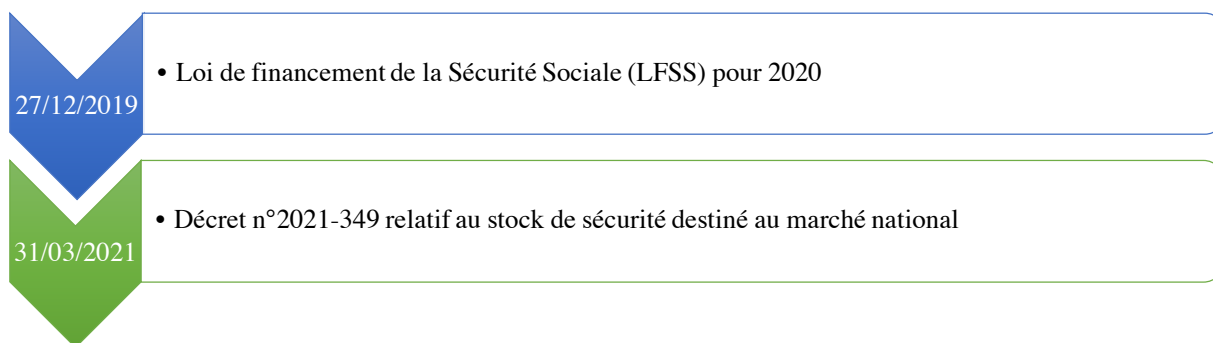 27/12/2019
• Loi de financement de la Sécurité Sociale (LFSS) pour 2020
31/03/2021
• Décret n°2021-349 relatif au stock de sécurité destiné au marché national